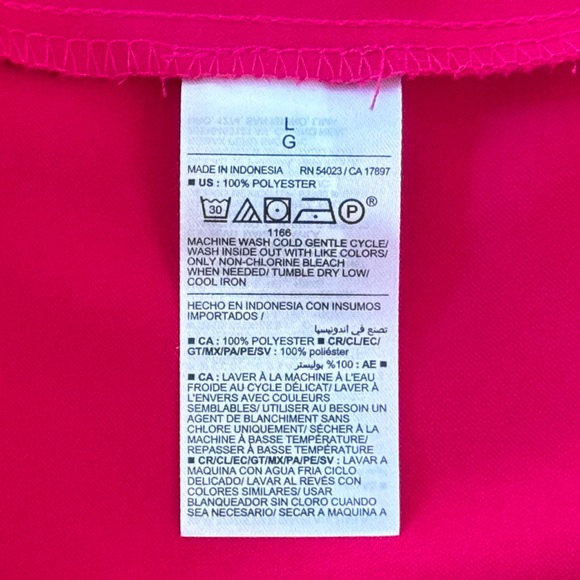 L
G
MADE IN INDONESIA RN 54023 / CA 17897
■ US : 100% POLYESTER
30 P ®
1166
MACHINE WASH COLD GENTLE CYCLE/
WASH INSIDE OUT WITH LIKE COLORS/
ONLY NON-CHLORINE BLEACH
WHEN NEEDED/ TUMBLE DRY LOW/
COOL IRON
HECHO EN INDONESIA CON INSUMOS
IMPORTADOS /
تصنع في اندونيسيا
■ CA : 100% POLYESTER ■ CR/CL/EC/
GT/MX/PA/PE/SV : 100% poliéster
■ AE : 100% بوليستر
■ CA : LAVER À LA MACHINE À L'EAU
FROIDE AU CYCLE DÉLICAT/ LAVER À
L'ENVERS AVEC COULEURS
SEMBLABLES/ UTILISER AU BESOIN UN
AGENT DE BLANCHIMENT SANS
CHLORE UNIQUEMENT/ SÉCHER À LA
MACHINE À BASSE TEMPÉRATURE/
REPASSER À BASSE TEMPÉRATURE
■ CR/CL/EC/GT/MX/PA/PE/SV : LAVAR A
MAQUINA CON AGUA FRIA CICLO
DELICADO/ LAVAR AL REVÉS CON
COLORES SIMILARES/ USAR
BLANQUEADOR SIN CLORO CUANDO
SEA NECESARIO/ SECAR A MAQUINA A